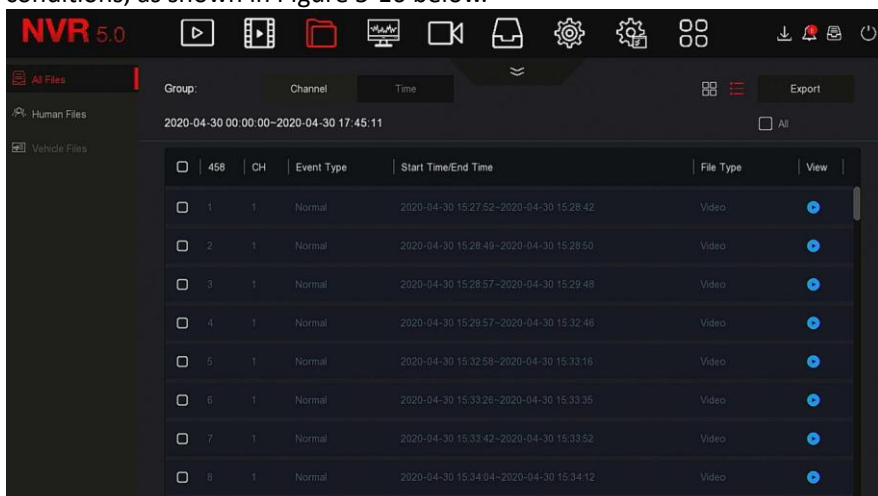 conditions, as shown in Figure 5-20 below.
NVR 5.0
All Files
Human Files
Vehicle Files
Group: Channel Time
Export
2020-04-30 00:00:00~2020-04-30 17:45:11
All
458 CH Event Type Start Time/End Time File Type View
1 1 Normal 2020-04-30 15:27:52~2020-04-30 15:28:42 Video
2 1 Normal 2020-04-30 15:28:49~2020-04-30 15:28:50 Video
3 1 Normal 2020-04-30 15:28:57~2020-04-30 15:29:48 Video
4 1 Normal 2020-04-30 15:29:57~2020-04-30 15:32:46 Video
5 1 Normal 2020-04-30 15:32:58~2020-04-30 15:33:16 Video
6 1 Normal 2020-04-30 15:33:26~2020-04-30 15:33:35 Video
7 1 Normal 2020-04-30 15:33:42~2020-04-30 15:33:52 Video
8 1 Normal 2020-04-30 15:34:04~2020-04-30 15:34:12 Video